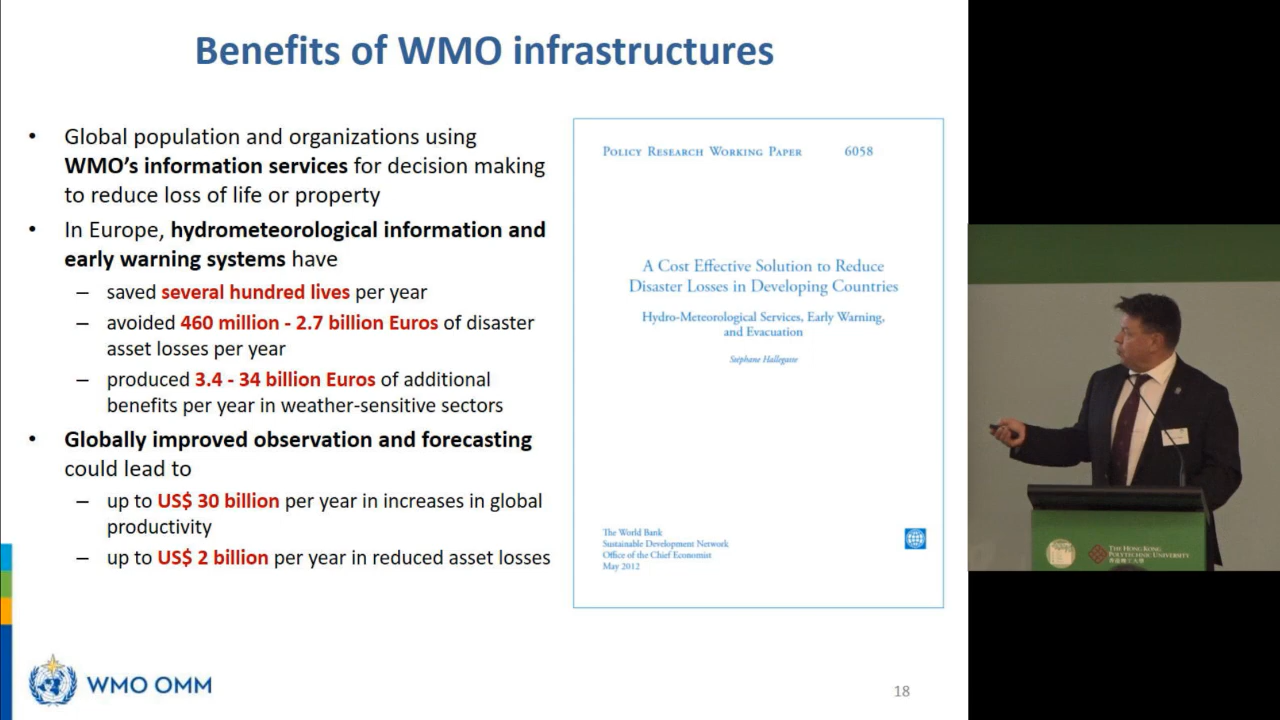 Benefits of WMO infrastructures
• Global population and organizations using
WMO’s information services for decision making
to reduce loss of life or property
• In Europe, hydrometeorological information and
early warning systems have
– saved several hundred lives per year
– avoided 460 million - 2.7 billion Euros of disaster
asset losses per year
– produced 3.4 - 34 billion Euros of additional
benefits per year in weather-sensitive sectors
• Globally improved observation and forecasting
could lead to
– up to US$ 30 billion per year in increases in global
productivity
– up to US$ 2 billion per year in reduced asset losses
Policy Research Working Paper 6058
A Cost Effective Solution to Reduce
Disaster Losses in Developing Countries
Hydro-Meteorological Services, Early Warning,
and Evacuation
Stéphane Hallegatte
The World Bank
Sustainable Development Network
Office of the Chief Economist
May 2012
WMO OMM
18
The Hong Kong
Polytechnic University
香港理工大學